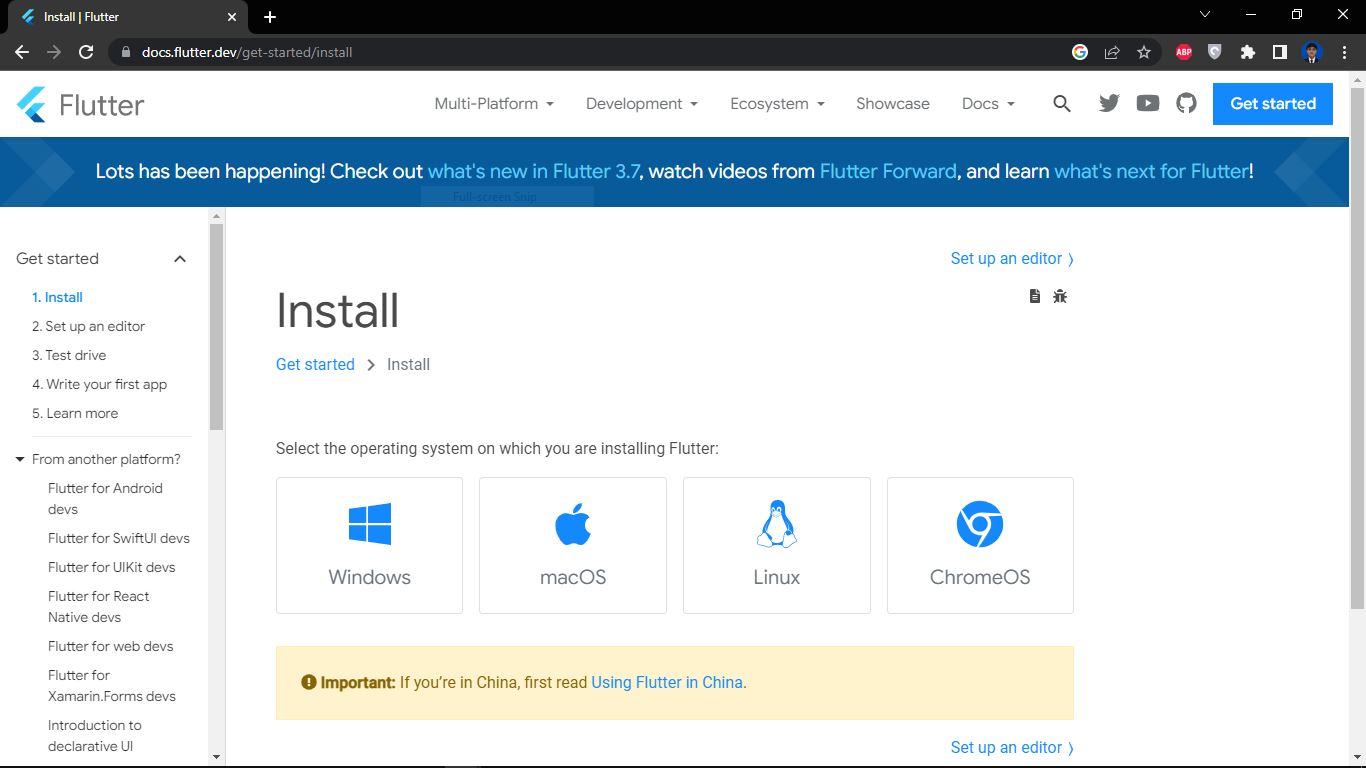 Install | Flutter
docs.flutter.dev/get-started/install
ABP
Flutter
Multi-Platform
Development
Ecosystem
Showcase
Docs
Get started
Lots has been happening! Check out what's new in Flutter 3.7, watch videos from Flutter Forward, and learn what's next for Flutter!
Full-screen Snip
Get started
1. Install
2. Set up an editor
3. Test drive
4. Write your first app
5. Learn more
From another platform?
Flutter for Android
devs
Flutter for SwiftUI devs
Flutter for UIKit devs
Flutter for React
Native devs
Flutter for web devs
Flutter for
Xamarin.Forms devs
Introduction to
declarative UI
Set up an editor
Install
Get started
Install
Select the operating system on which you are installing Flutter:
Windows
macOS
Linux
ChromeOS
Important: If you’re in China, first read Using Flutter in China.
Set up an editor